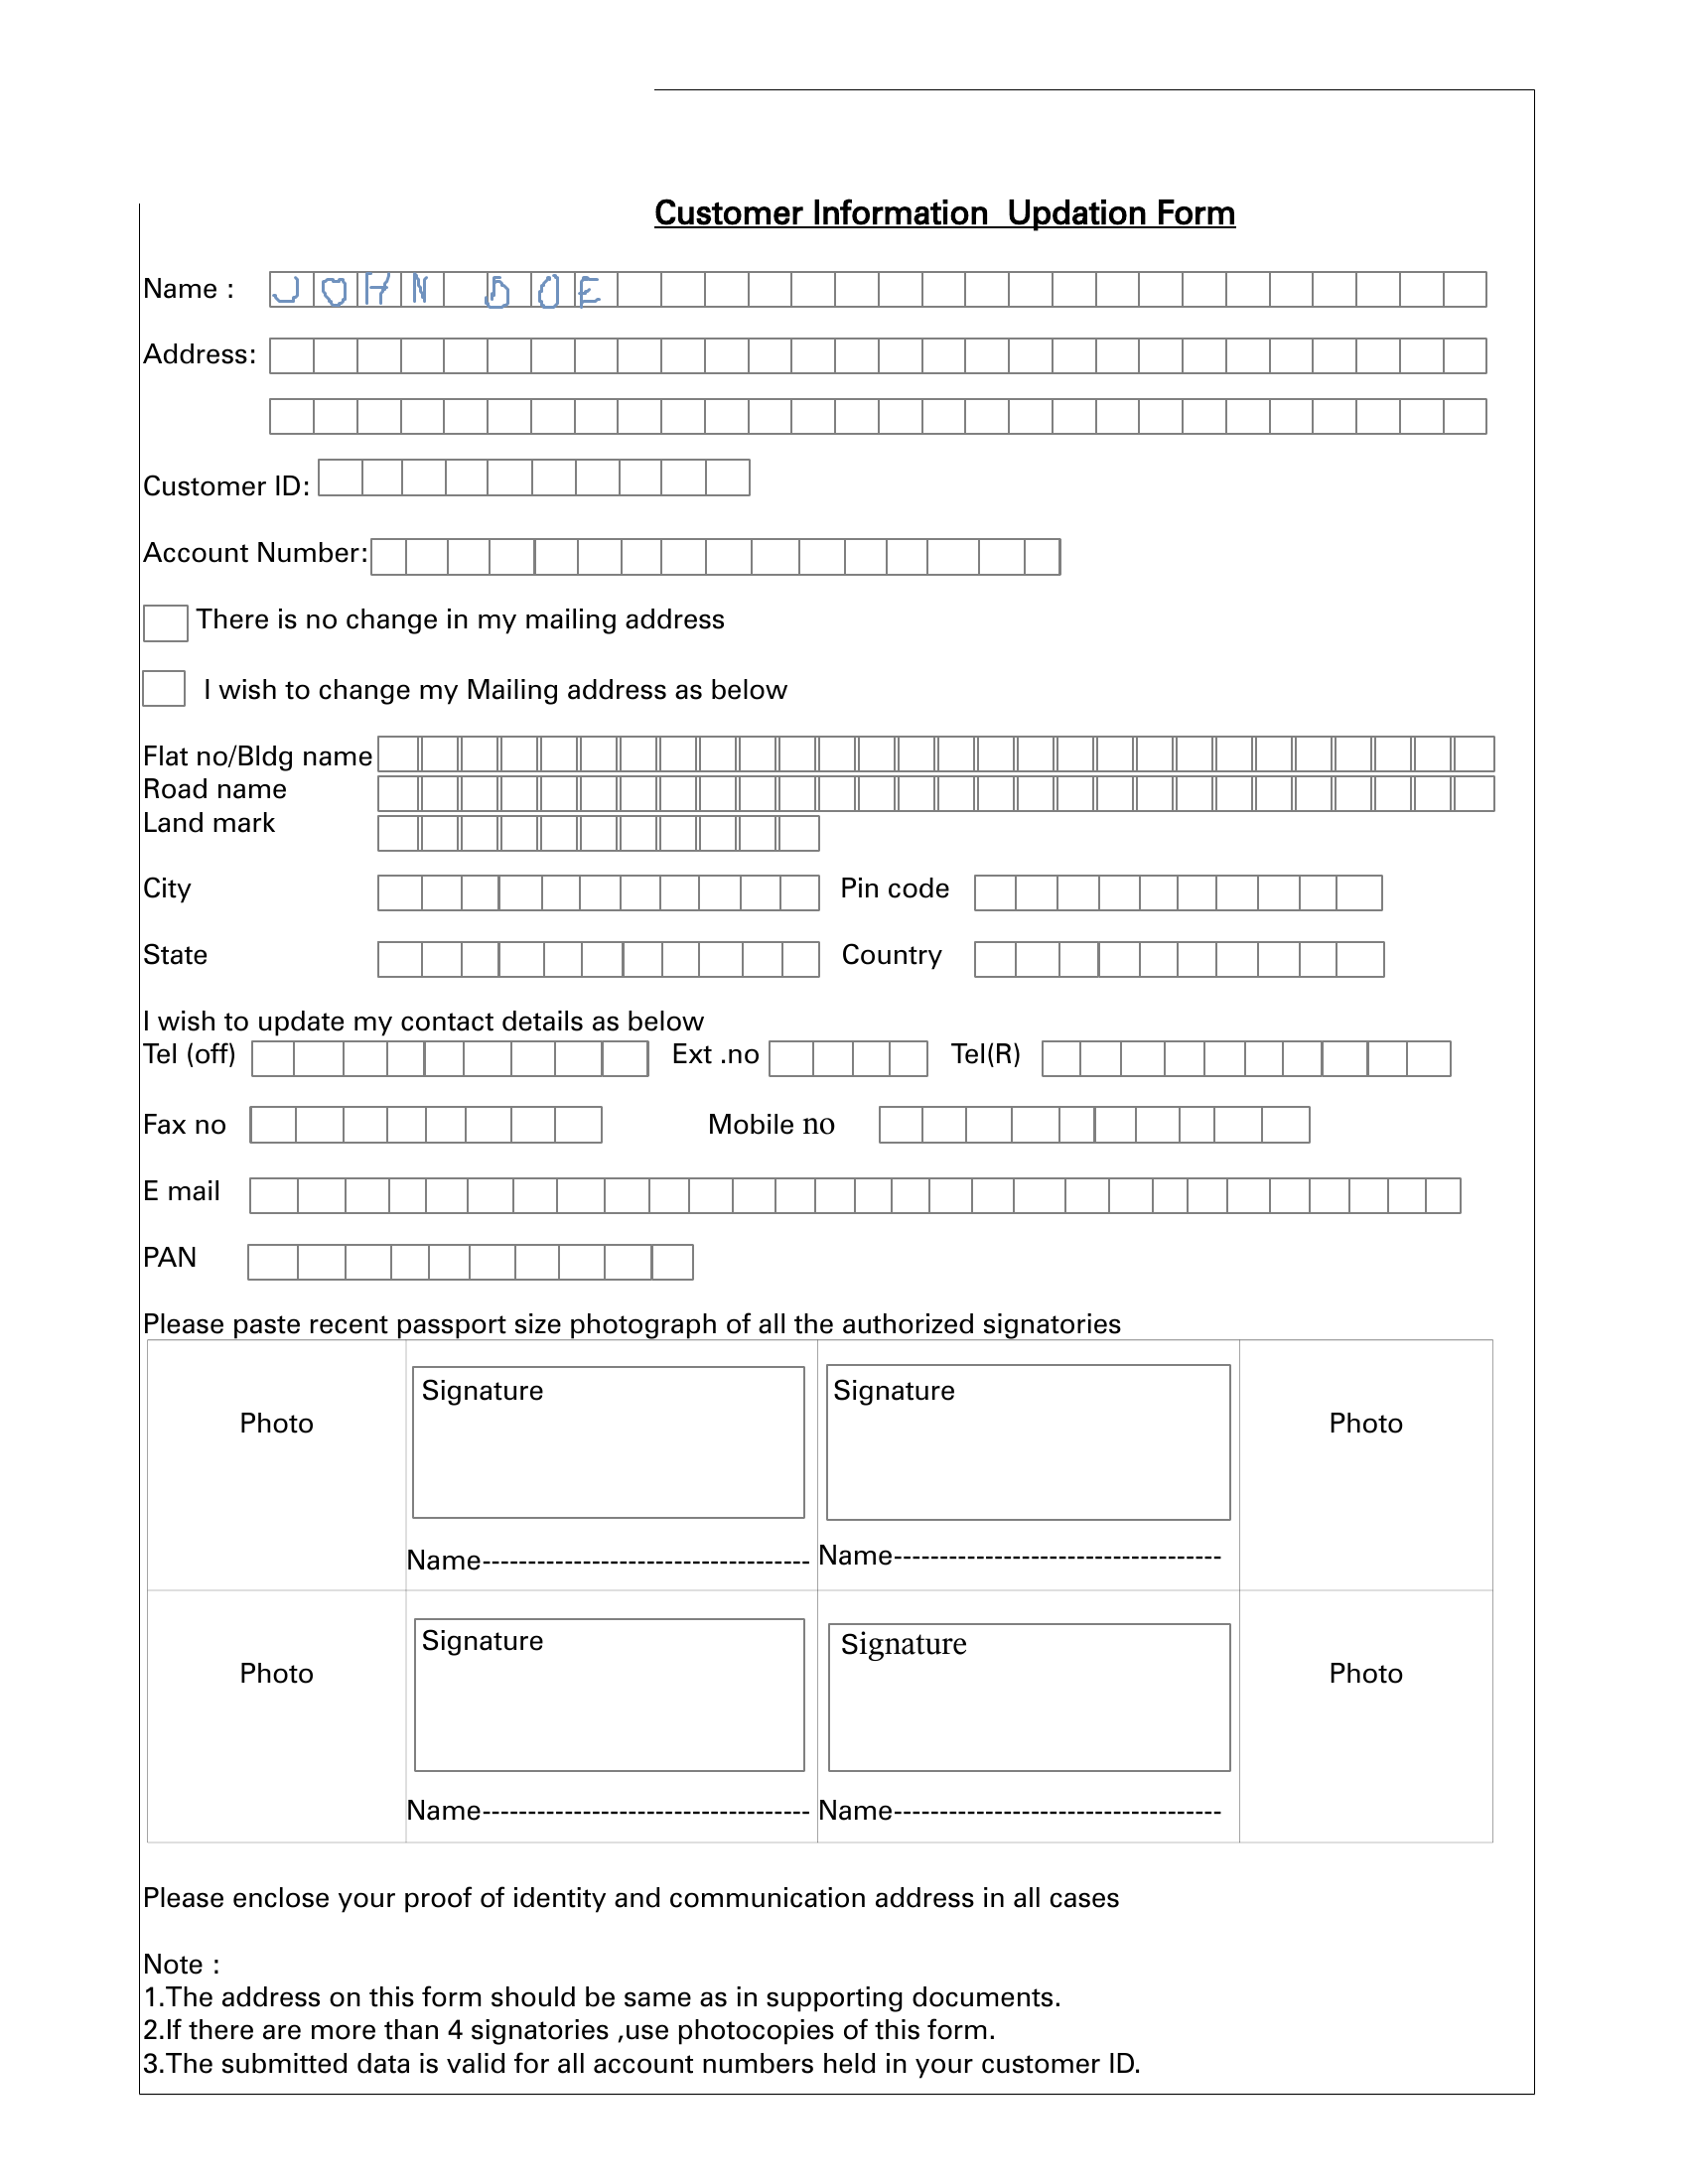 Customer Information  Updation Form
Name : JOHN DOE
Address:
Customer ID:
Account Number:
There is no change in my mailing address
I wish to change my Mailing address as below
Flat no/Bldg name
Road name
Land mark
City Pin code
State Country
I wish to update my contact details as below
Tel (off) Ext .no Tel(R)
Fax no Mobile no
E mail
PAN
Please paste recent passport size photograph of all the authorized signatories
Signature Signature
Photo Photo
Name------------------------------------ Name------------------------------------
Signature Signature
Photo Photo
Name------------------------------------ Name------------------------------------
Please enclose your proof of identity and communication address in all cases
Note :
1.The address on this form should be same as in supporting documents.
2.If there are more than 4 signatories ,use photocopies of this form.
3.The submitted data is valid for all account numbers held in your customer ID.